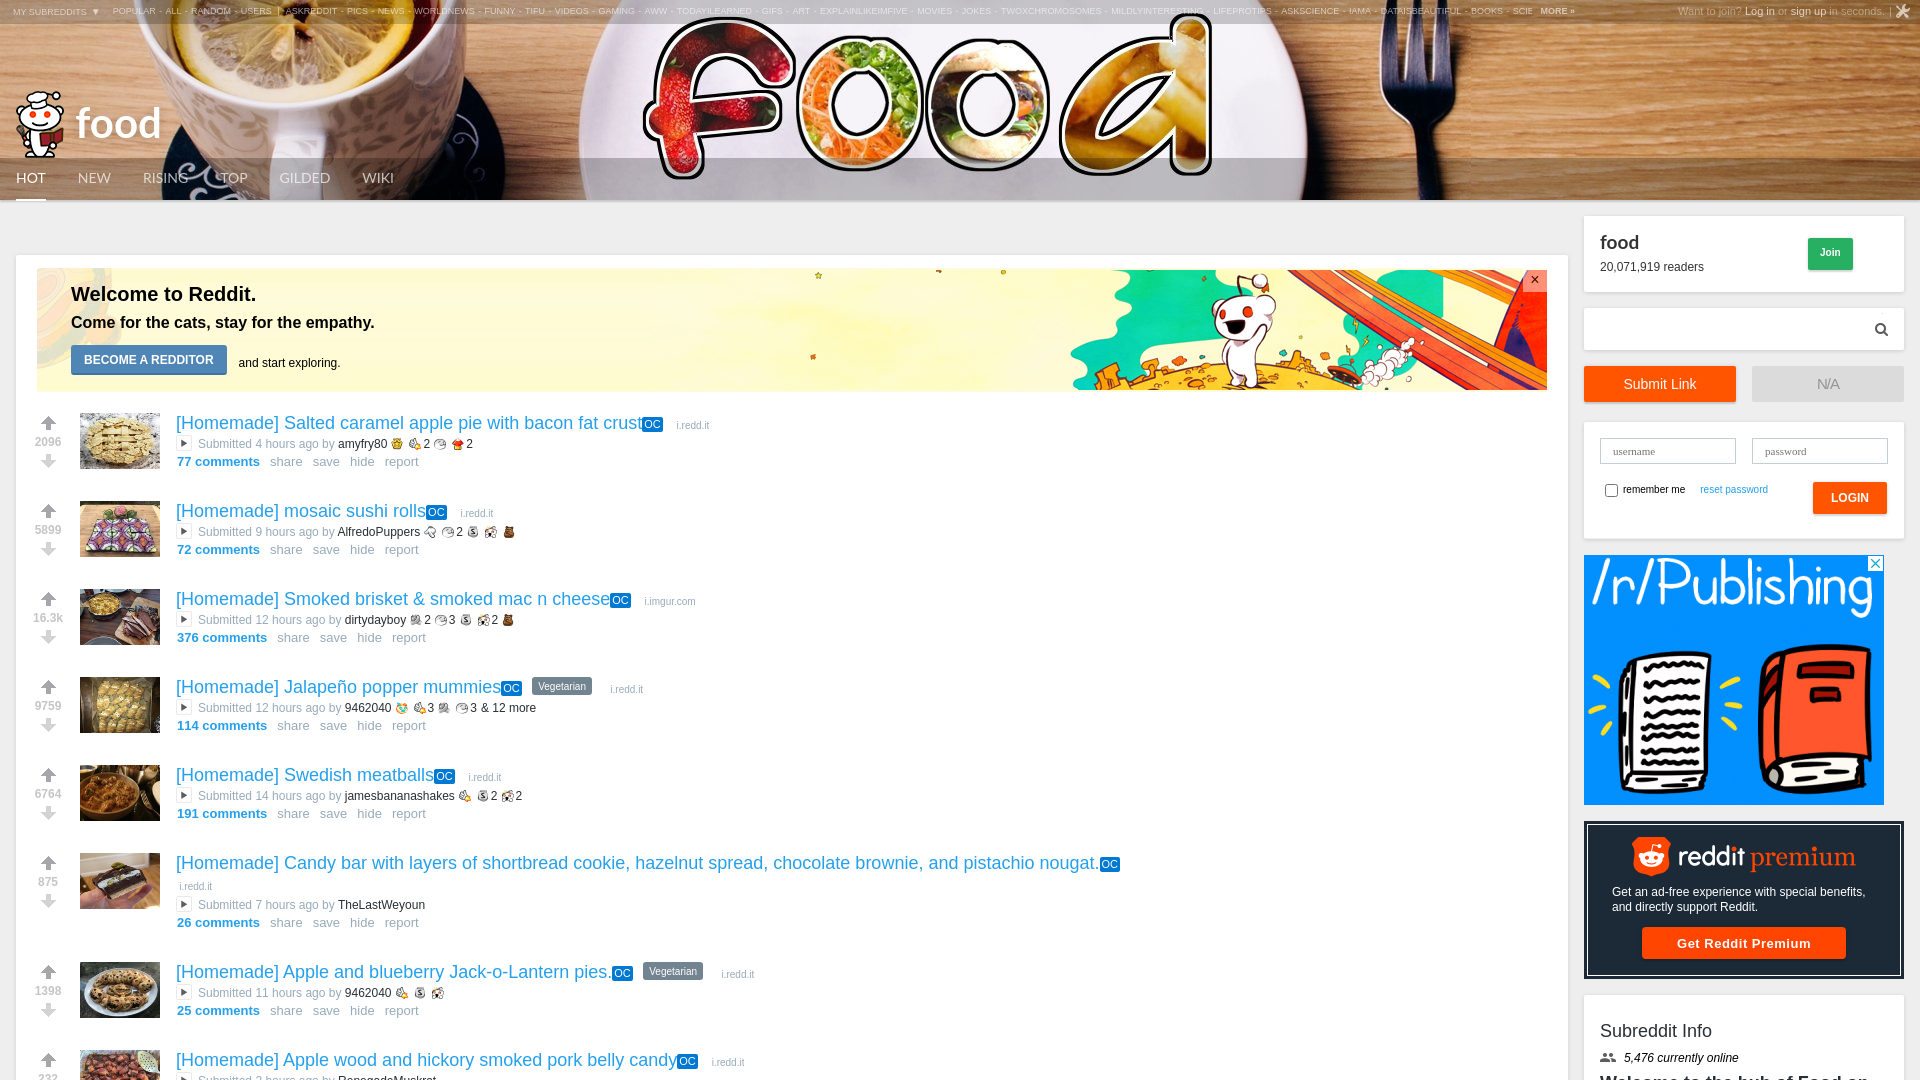 MY SUBREDDITS ▼ POPULAR - ALL - RANDOM - USERS | ASKREDDIT - PICS - NEWS - WORLDNEWS - FUNNY - TIFU - VIDEOS - GAMING - AWW - TODAYILEARNED - GIFS - ART - EXPLAINLIKEIMFIVE - MOVIES - JOKES - TWOXCHROMOSOMES - MILDLYINTERESTING - LIFEPROTIPS - ASKSCIENCE - IAMA - DATAISBEAUTIFUL - BOOKS - SCIE MORE » Want to join? Log in or sign up in seconds. |
food
food
HOT NEW RISING TOP GILDED WIKI
Welcome to Reddit.
Come for the cats, stay for the empathy.
BECOME A REDDITOR and start exploring.
×
2096
[Homemade] Salted caramel apple pie with bacon fat crust OC i.redd.it
Submitted 4 hours ago by amyfry80 2 2
77 comments share save hide report
5899
[Homemade] mosaic sushi rolls OC i.redd.it
Submitted 9 hours ago by AlfredoPuppers 2
72 comments share save hide report
16.3k
[Homemade] Smoked brisket & smoked mac n cheese OC i.imgur.com
Submitted 12 hours ago by dirtydayboy 2 3 2
376 comments share save hide report
9759
[Homemade] Jalapeño popper mummies OC Vegetarian i.redd.it
Submitted 12 hours ago by 9462040 3 3 & 12 more
114 comments share save hide report
6764
[Homemade] Swedish meatballs OC i.redd.it
Submitted 14 hours ago by jamesbananashakes 2 2
191 comments share save hide report
875
[Homemade] Candy bar with layers of shortbread cookie, hazelnut spread, chocolate brownie, and pistachio nougat. OC
i.redd.it
Submitted 7 hours ago by TheLastWeyoun
26 comments share save hide report
1398
[Homemade] Apple and blueberry Jack-o-Lantern pies. OC Vegetarian i.redd.it
Submitted 11 hours ago by 9462040
25 comments share save hide report
232
[Homemade] Apple wood and hickory smoked pork belly candy OC i.redd.it
Submitted 3 hours ago by RenegadeMuskrat
food
20,071,919 readers
Join
Submit Link N/A
username password
remember me reset password LOGIN
/r/Publishing
reddit premium
Get an ad-free experience with special benefits,
and directly support Reddit.
Get Reddit Premium
Subreddit Info
5,476 currently online
Welcome to the hub of Food on